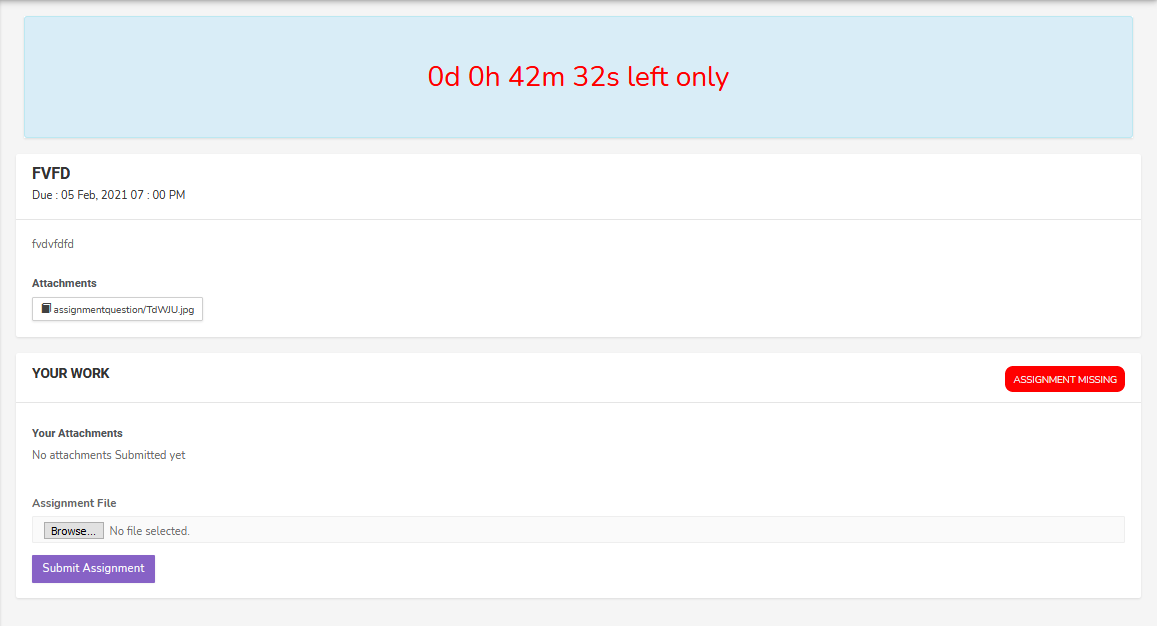 0d 0h 42m 32s left only
FVFD
Due : 05 Feb, 2021 07 : 00 PM
fvdvfdfd
Attachments
assignmentquestion/TdWJU.jpg
YOUR WORK
ASSIGNMENT MISSING
Your Attachments
No attachments Submitted yet
Assignment File
Browse... No file selected.
Submit Assignment